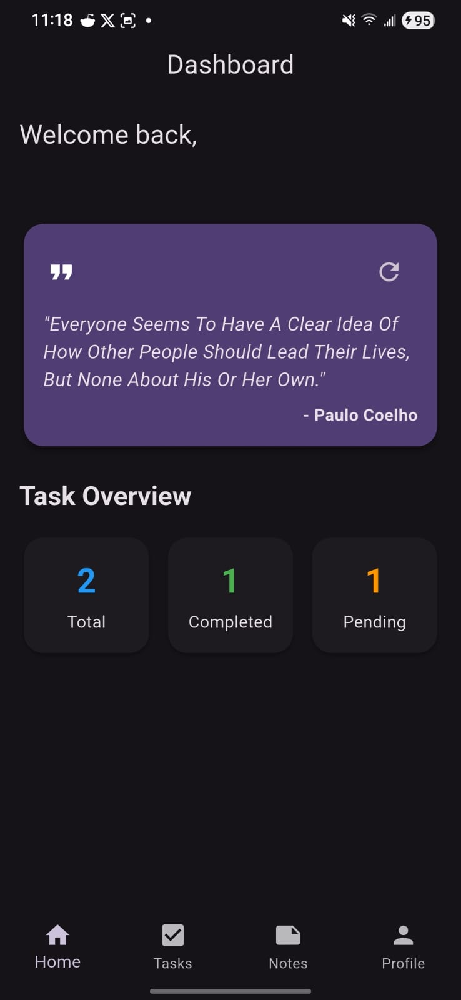 11:18 95
Dashboard
Welcome back,
"Everyone Seems To Have A Clear Idea Of
How Other People Should Lead Their Lives,
But None About His Or Her Own."
- Paulo Coelho
Task Overview
2 1 1
Total Completed Pending
Home Tasks Notes Profile